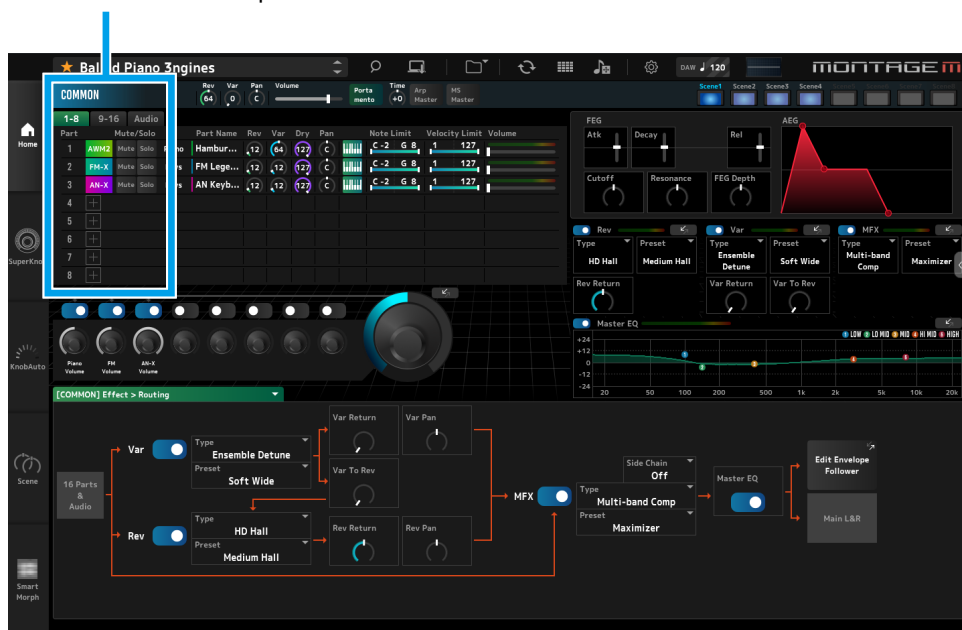 Ballad Piano 3ngines
DAW ♩ 120
MONTAGE M
COMMON
Rev Var Pan Volume
64 0 C
Porta
mento
Time
+0
Arp
Master
MS
Master
Scene1 Scene2 Scene3 Scene4
1-8 9-16 Audio
Part Mute/Solo Part Name Rev Var Dry Pan Note Limit Velocity Limit Volume
1 AWM2 Mute Solo Hambur... 12 64 127 C C -2 G 8 1 127
2 FM-X Mute Solo FM Lege... 12 12 127 C C -2 G 8 1 127
3 AN-X Mute Solo AN Keyb... 12 12 127 C C -2 G 8 1 127
4
5
6
7
8
Home
SuperKno
KnobAuto
Scene
Smart
Morph
FEG
Atk Decay Rel
AEG
Cutoff Resonance FEG Depth
Rev Var MFX
Type Preset Type Preset Type Preset
HD Hall Medium Hall Ensemble
Detune Soft Wide Multi-band
Comp Maximizer
Rev Return Var Return Var To Rev
Master EQ
1 LOW 2 LO MID 3 MID 4 HI MID 5 HIGH
+24
+12
0
-12
-24
20 50 100 200 500 1k 5k 10k 20k
Piano
Volume
FM
Volume
AN-X
Volume
[COMMON] Effect > Routing
16 Parts
&
Audio
Var
Type
Ensemble Detune
Preset
Soft Wide
Var Return Var Pan
Var To Rev
Rev
Type
HD Hall
Preset
Medium Hall
Rev Return Rev Pan
MFX
Side Chain
Off
Type
Multi-band Comp
Preset
Maximizer
Master EQ
Edit Envelope
Follower
Main L&R